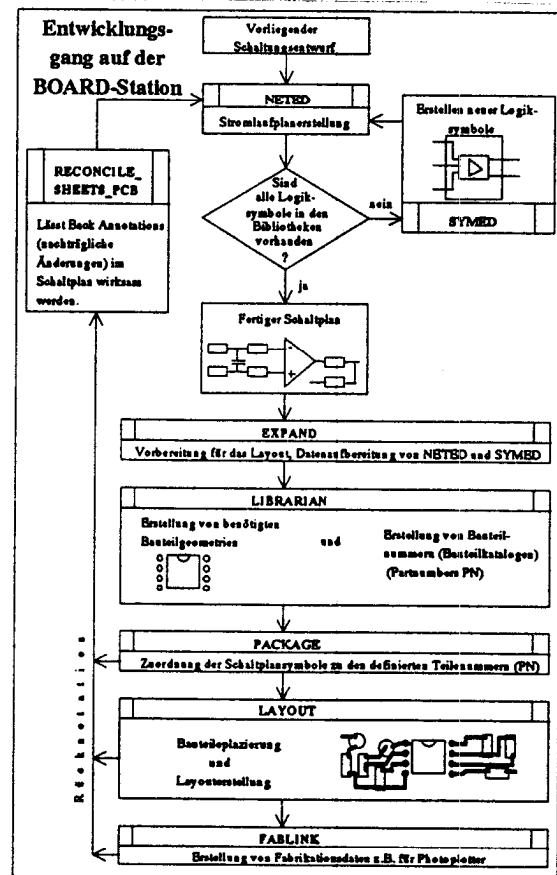 Entwicklungs-
gang auf der
BOARD-Station
Vorliegender
Schaltungsentwurf
NETED
Stromlaufplanerstellung
Erstellen neuer Logik-
symbole
SYMED
RECONCILE_
SHEETS_PCB
Lässt Back Annotations
(nachträgliche
Änderungen) im
Schaltplan wirksam
werden.
Sind
alle Logik-
symbole in den
Bibliotheken
vorhanden
?
nein
ja
Fertiger Schaltplan
EXPAND
Vorbereitung für das Layout, Datenaufbereitung von NETED und SYMED
LIBRARIAN
Erstellung von benötigten
Bauteilgeometries
und
Erstellung von Bauteil-
nummern (Bauteilkatalogen)
(Partnumbers PN)
PACKAGE
Zuordnung der Schaltplansymbole zu den definierten Teilenummern (PN)
LAYOUT
Bauteileplazierung
und
Layouterstellung
Rücknotation
FABLINK
Erstellung von Fabrikationsdaten z.B. für Photoplotter